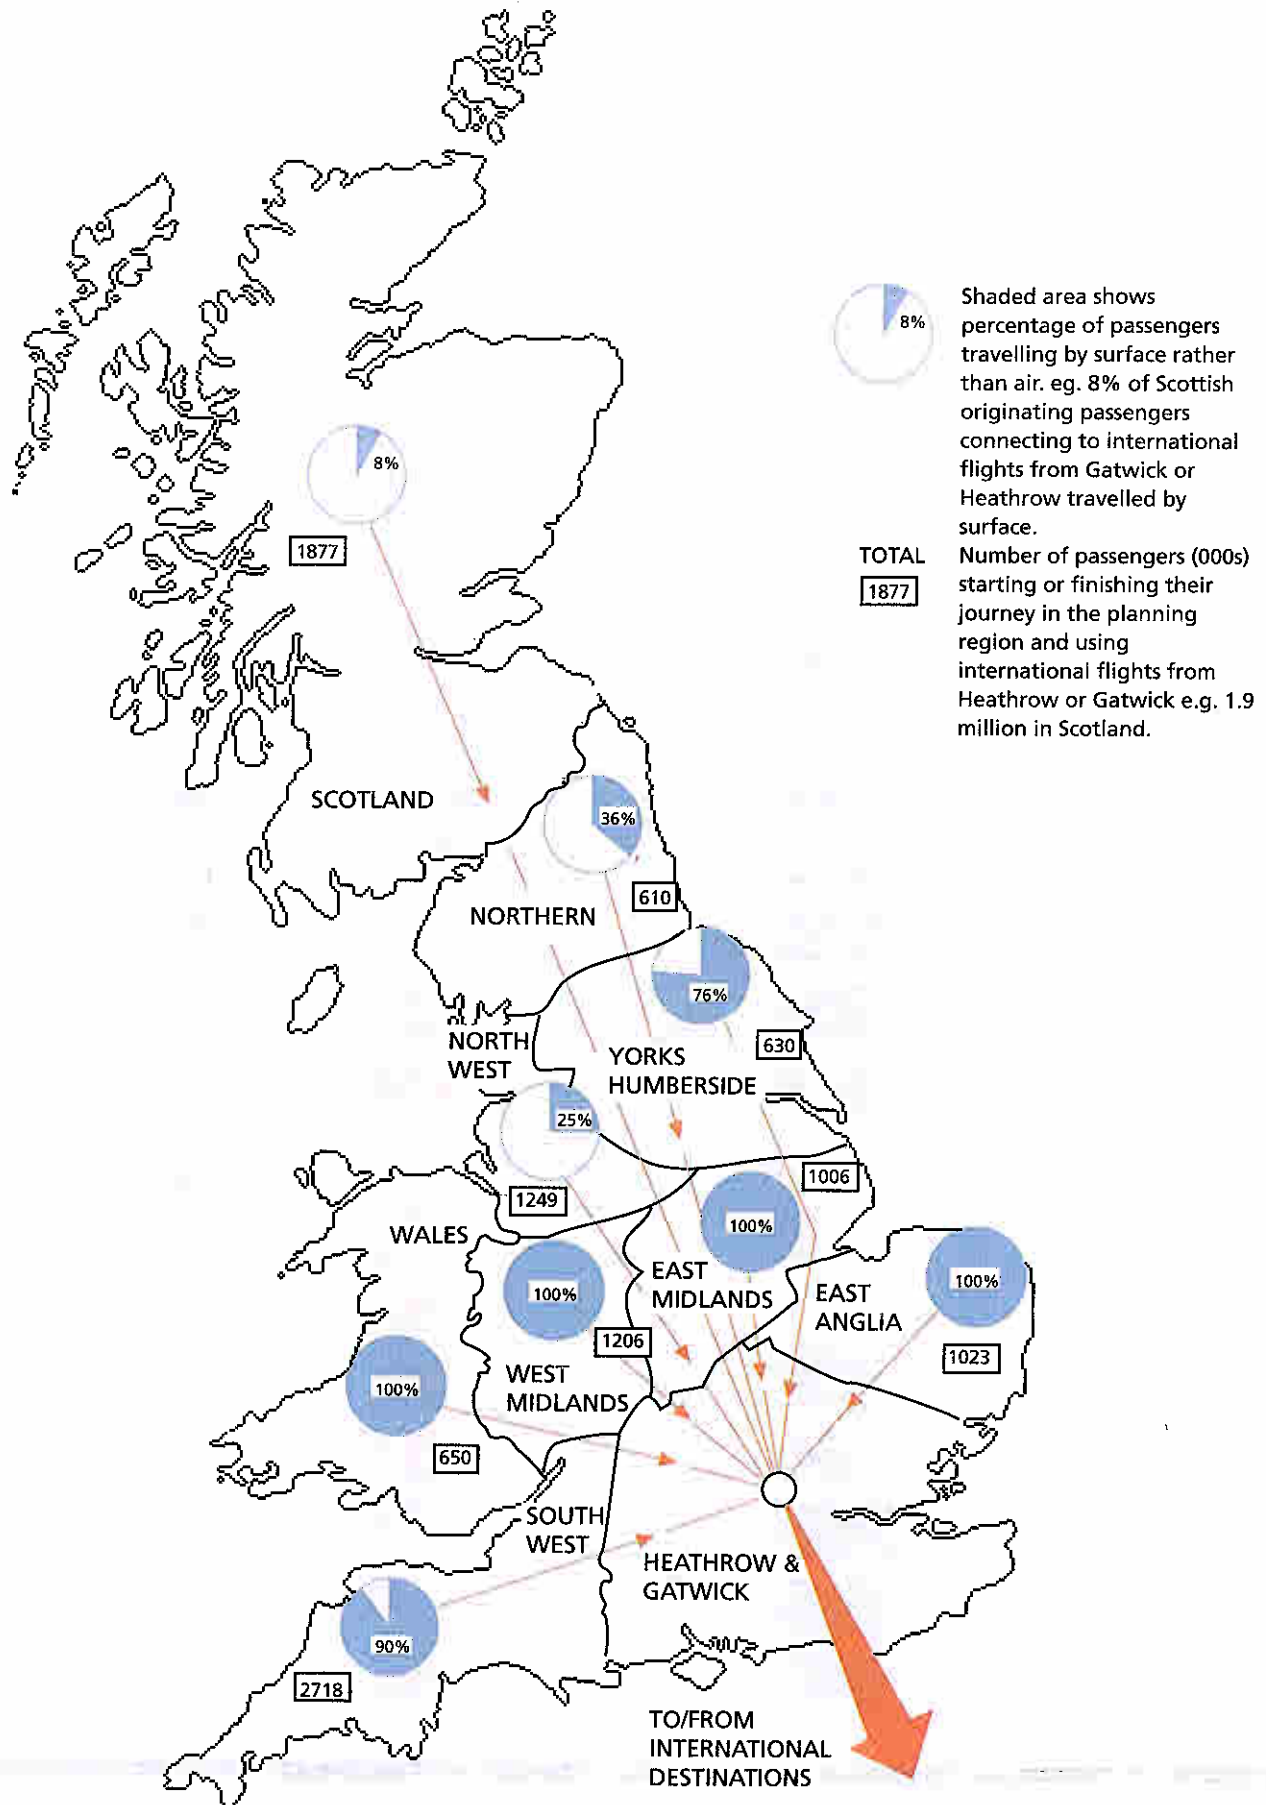 8%
Shaded area shows
percentage of passengers
travelling by surface rather
than air. eg. 8% of Scottish
originating passengers
connecting to international
flights from Gatwick or
Heathrow travelled by
surface.
TOTAL
1877
Number of passengers (000s)
starting or finishing their
journey in the planning
region and using
international flights from
Heathrow or Gatwick e.g. 1.9
million in Scotland.
8%
1877
SCOTLAND
36%
610
NORTHERN
76%
630
NORTH
WEST
YORKS
HUMBERSIDE
25%
1249
1006
WALES
100%
100%
EAST
MIDLANDS
100%
EAST
ANGLIA
1206
1023
WEST
MIDLANDS
100%
650
SOUTH
WEST
HEATHROW &
GATWICK
90%
2718
TO/FROM
INTERNATIONAL
DESTINATIONS